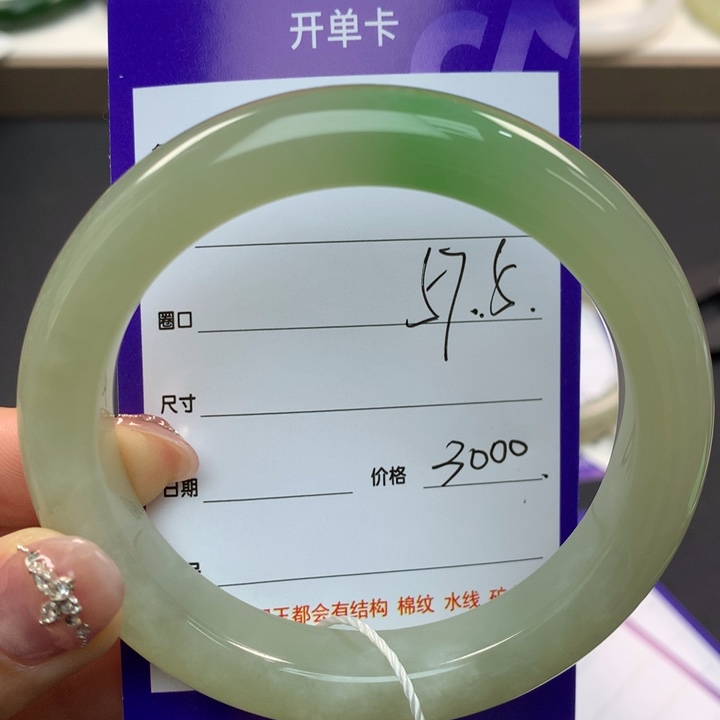 开单卡
圈口 57.5.
尺寸
日期 价格 3000.
都会有结构 棉纹 水线